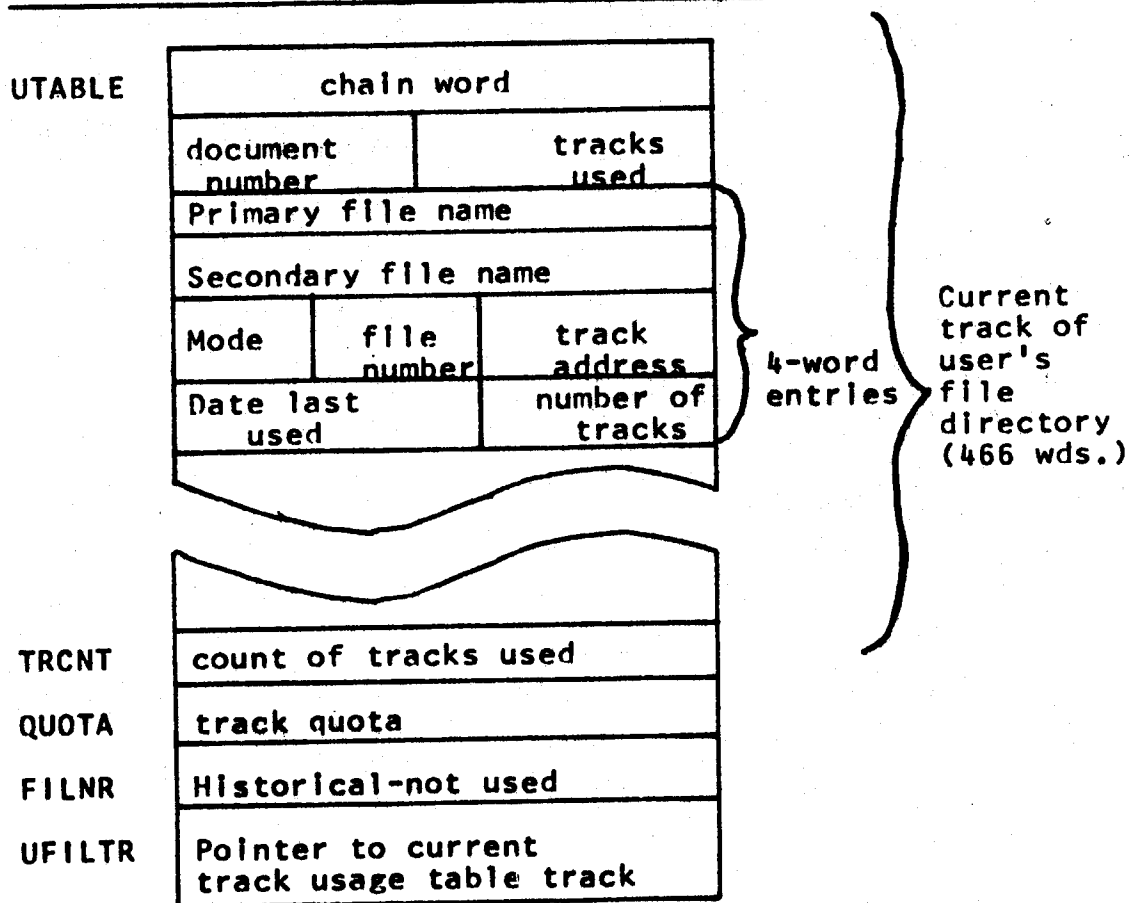 UTABLE
chain word
document
number
tracks
used
Primary file name
Secondary file name
Mode
file
number
track
address
Date last
used
number of
tracks
4-word
entries
Current
track of
user's
file
directory
(466 wds.)
TRCNT
count of tracks used
QUOTA
track quota
FILNR
Historical-not used
UFILTR
Pointer to current
track usage table track